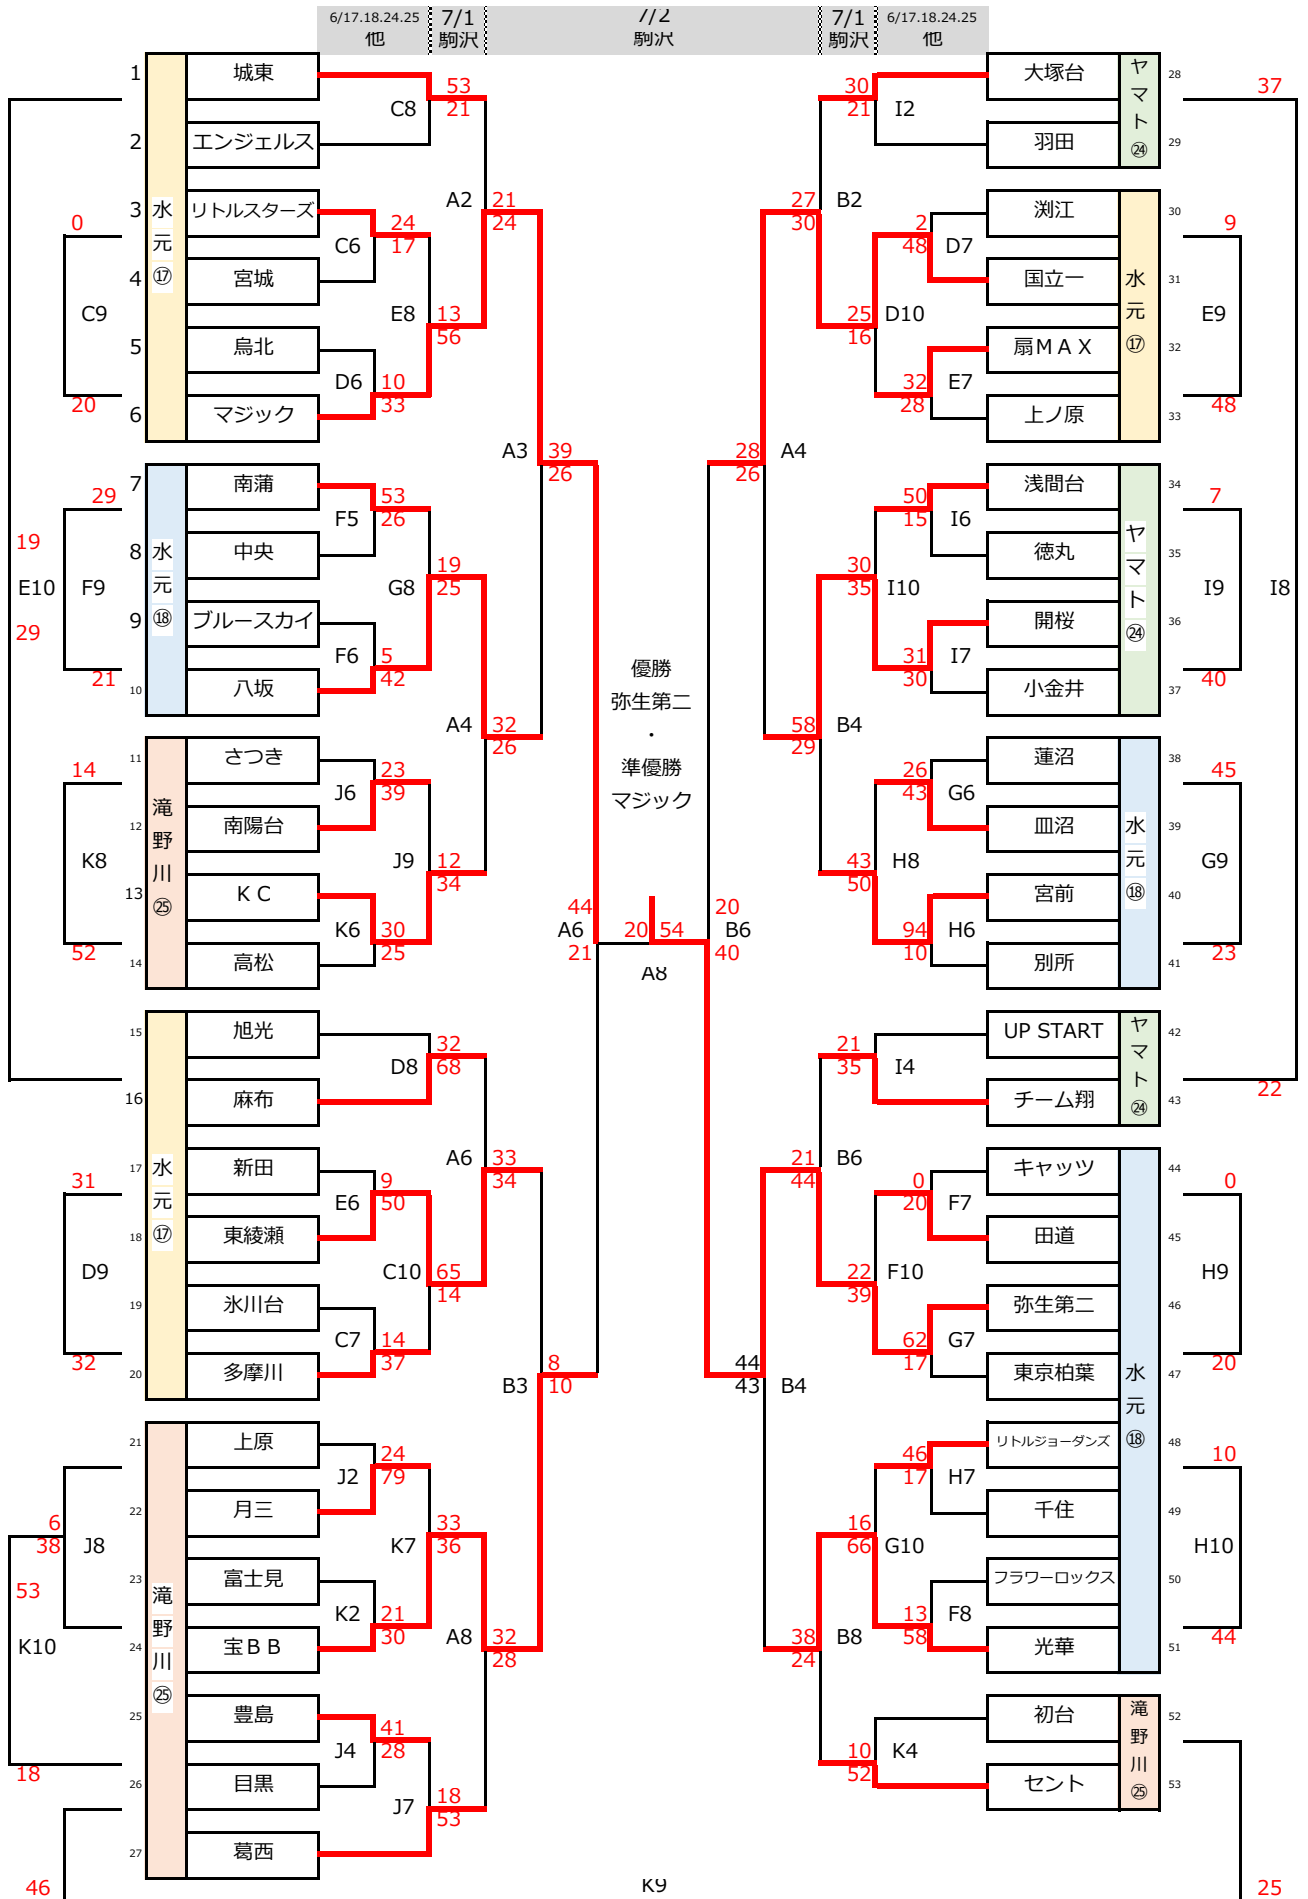 6/17.18.24.25 7/1 7/2 7/1 6/17.18.24.25
他 駒沢 駒沢 駒沢 他
1 城東
2 エンジェルス
3 リトルスターズ
4 宮城
5 烏北
6 マジック
水元⑰
7 南蒲
8 中央
9 ブルースカイ
10 八坂
水元⑱
11 さつき
12 南陽台
13 ＫＣ
14 高松
滝野川㉕
15 旭光
16 麻布
17 新田
18 東綾瀬
19 氷川台
20 多摩川
水元⑰
21 上原
22 月三
23 富士見
24 宝ＢＢ
25 豊島
26 目黒
27 葛西
滝野川㉕
0
C9
20
29
F9
21
19
E10
29
14
K8
52
31
D9
32
6
38
J8
53
K10
18
46
C8 53 21
C6 24 17
E8 13 56
D6 10 33
A2 21 24
F5 53 26
G8 19 25
F6 5 42
A3 39 26
J6 23 39
A4 32 26
J9 12 34
K6 30 25
D8 32 68
E6 9 50
A6 33 34
C10 65 14
C7 14 37
B3 8 10
J2 24 79
K7 33 36
K2 21 30
A8 32 28
J4 41 28
J7 18 53
優勝
弥生第二
・
準優勝
マジック
44
A6
21
20 54
A8
20
B6
40
K9
30 21 I2
27 30 B2
2 48 D7
25 16 D10
32 28 E7
28 26 A4
50 15 I6
30 35 I10
31 30 I7
58 29 B4
26 43 G6
43 50 H8
94 10 H6
21 35 I4
21 44 B6
0 20 F7
22 39 F10
62 17 G7
44 43 B4
46 17 H7
16 66 G10
13 58 F8
38 24 B8
10 52 K4
大塚台 28
羽田 29
ヤマト㉔
渕江 30
国立一 31
扇ＭＡＸ 32
上ノ原 33
水元⑰
浅間台 34
徳丸 35
開桜 36
小金井 37
ヤマト㉔
蓮沼 38
皿沼 39
宮前 40
別所 41
水元⑱
UP START 42
チーム翔 43
ヤマト㉔
キャッツ 44
田道 45
弥生第二 46
東京柏葉 47
リトルジョーダンズ 48
千住 49
フラワーロックス 50
光華 51
水元⑱
初台 52
セント 53
滝野川㉕
37
I8
22
9
E9
48
7
I9
40
45
G9
23
0
H9
20
10
H10
44
25